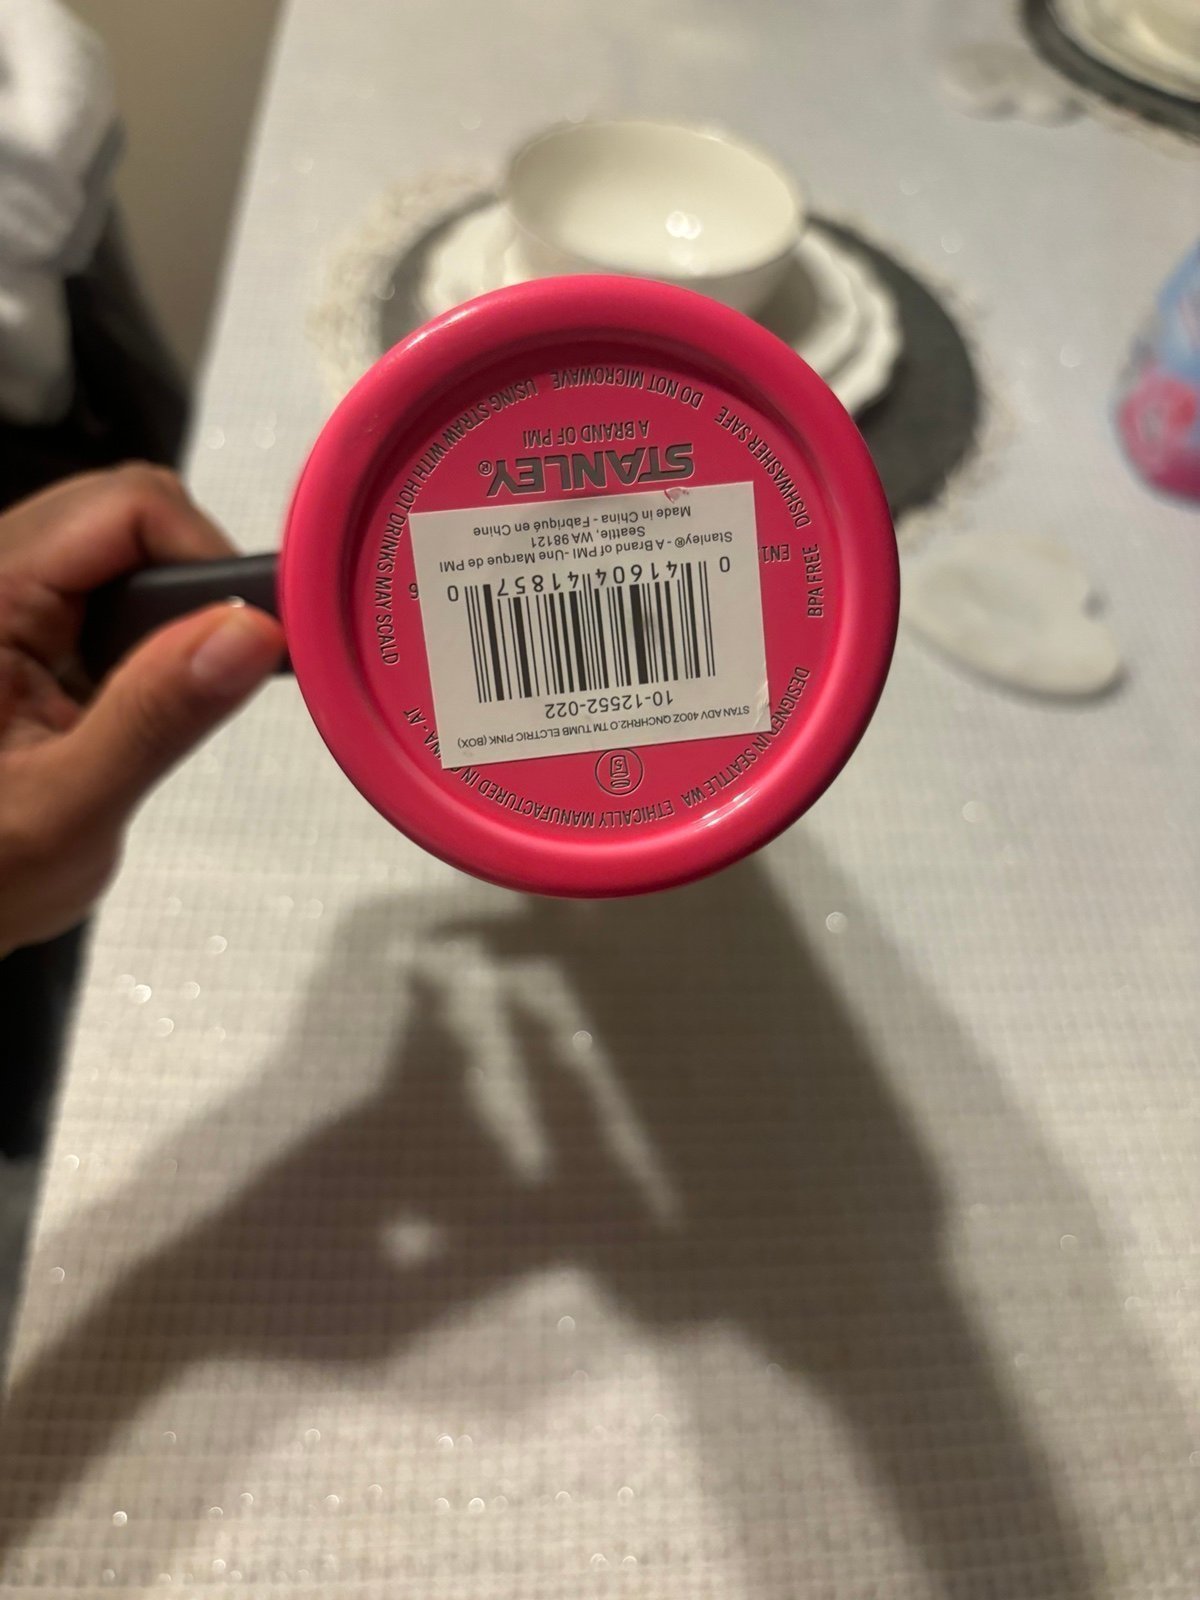 USING STRAW WITH HOT DRINKS MAY SCALD
DO NOT MICROWAVE
DISHWASHER SAFE
BPA FREE
DESIGNED IN SEATTLE WA
ETHICALLY MANUFACTURED IN
A BRAND OF PMI
STANLEY®
EN1
STAN ADV 40OZ QNCHRH2.O TM TUMB ELCTRIC PINK (BOX)
10-12552-022
0 41604 41857 0
Stanley® - A Brand of PMI -Une Marque de PMI
Seattle, WA 98121
Made in China - Fabriqué en Chine
5